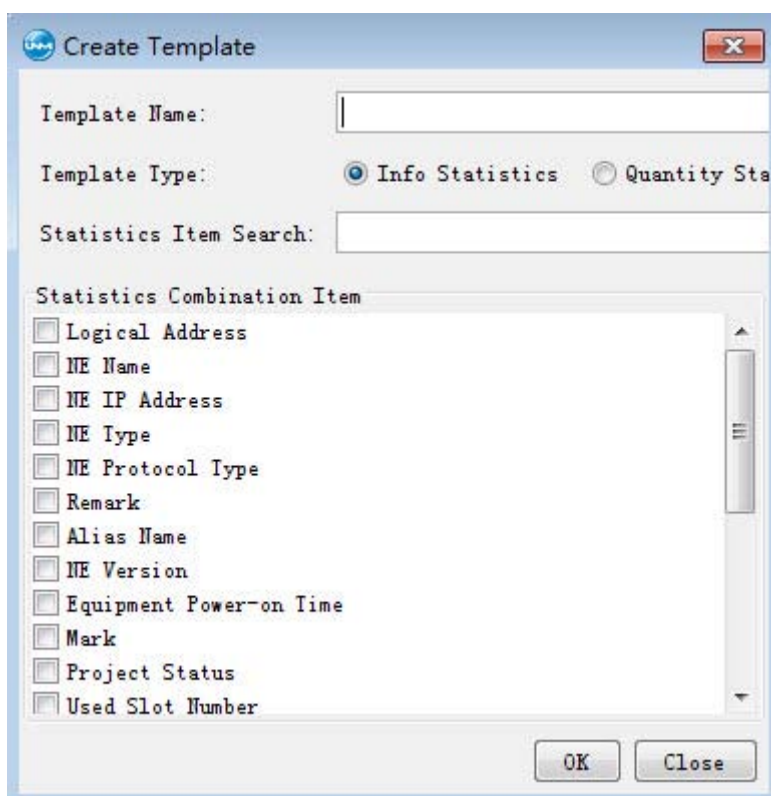 Create Template
Template Name:
Template Type: Info Statistics Quantity Sta
Statistics Item Search:
Statistics Combination Item
Logical Address
NE Name
NE IP Address
NE Type
NE Protocol Type
Remark
Alias Name
NE Version
Equipment Power-on Time
Mark
Project Status
Used Slot Number
OK Close